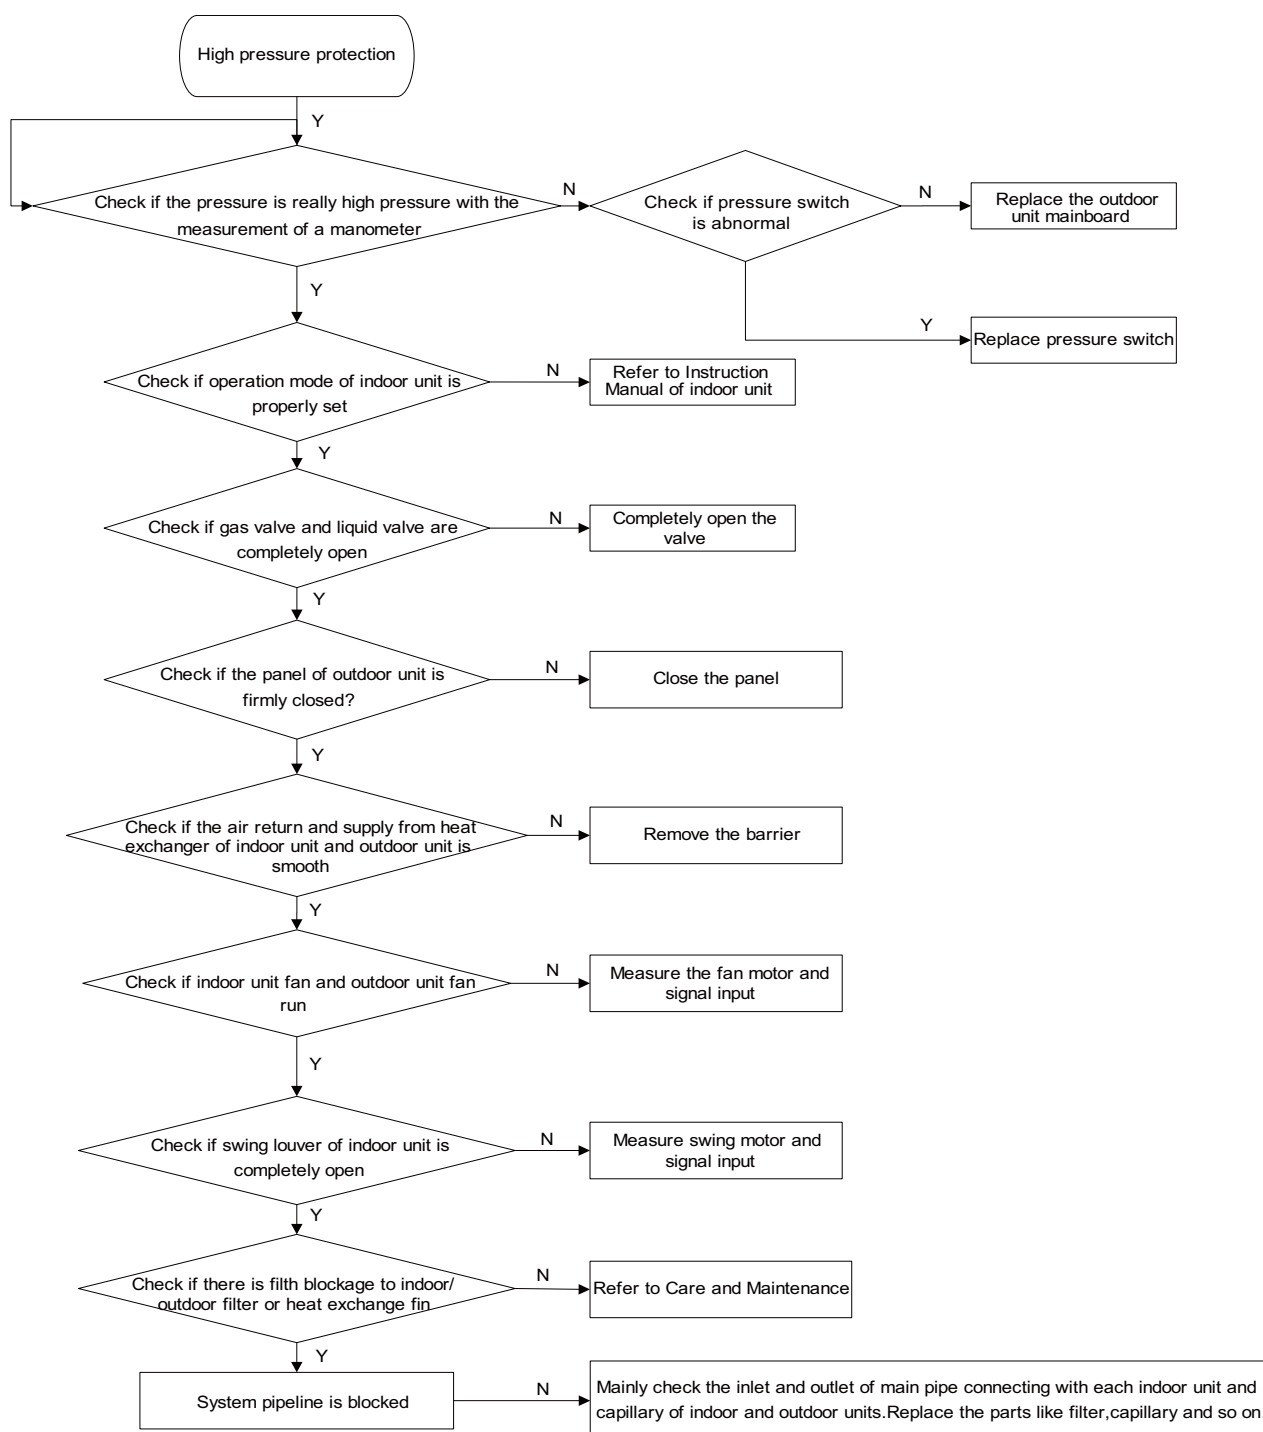 High pressure protection
Y
Check if the pressure is really high pressure with the
measurement of a manometer
N
Check if pressure switch
is abnormal
N
Replace the outdoor
unit mainboard
Y
Replace pressure switch
Y
Check if operation mode of indoor unit is
properly set
N
Refer to Instruction
Manual of indoor unit
Y
Check if gas valve and liquid valve are
completely open
N
Completely open the
valve
Y
Check if the panel of outdoor unit is
firmly closed?
N
Close the panel
Y
Check if the air return and supply from heat
exchanger of indoor unit and outdoor unit is
smooth
N
Remove the barrier
Y
Check if indoor unit fan and outdoor unit fan
run
N
Measure the fan motor and
signal input
Y
Check if swing louver of indoor unit is
completely open
N
Measure swing motor and
signal input
Y
Check if there is filth blockage to indoor/
outdoor filter or heat exchange fin
N
Refer to Care and Maintenance
Y
System pipeline is blocked
N
Mainly check the inlet and outlet of main pipe connecting with each indoor unit and
capillary of indoor and outdoor units.Replace the parts like filter,capillary and so on